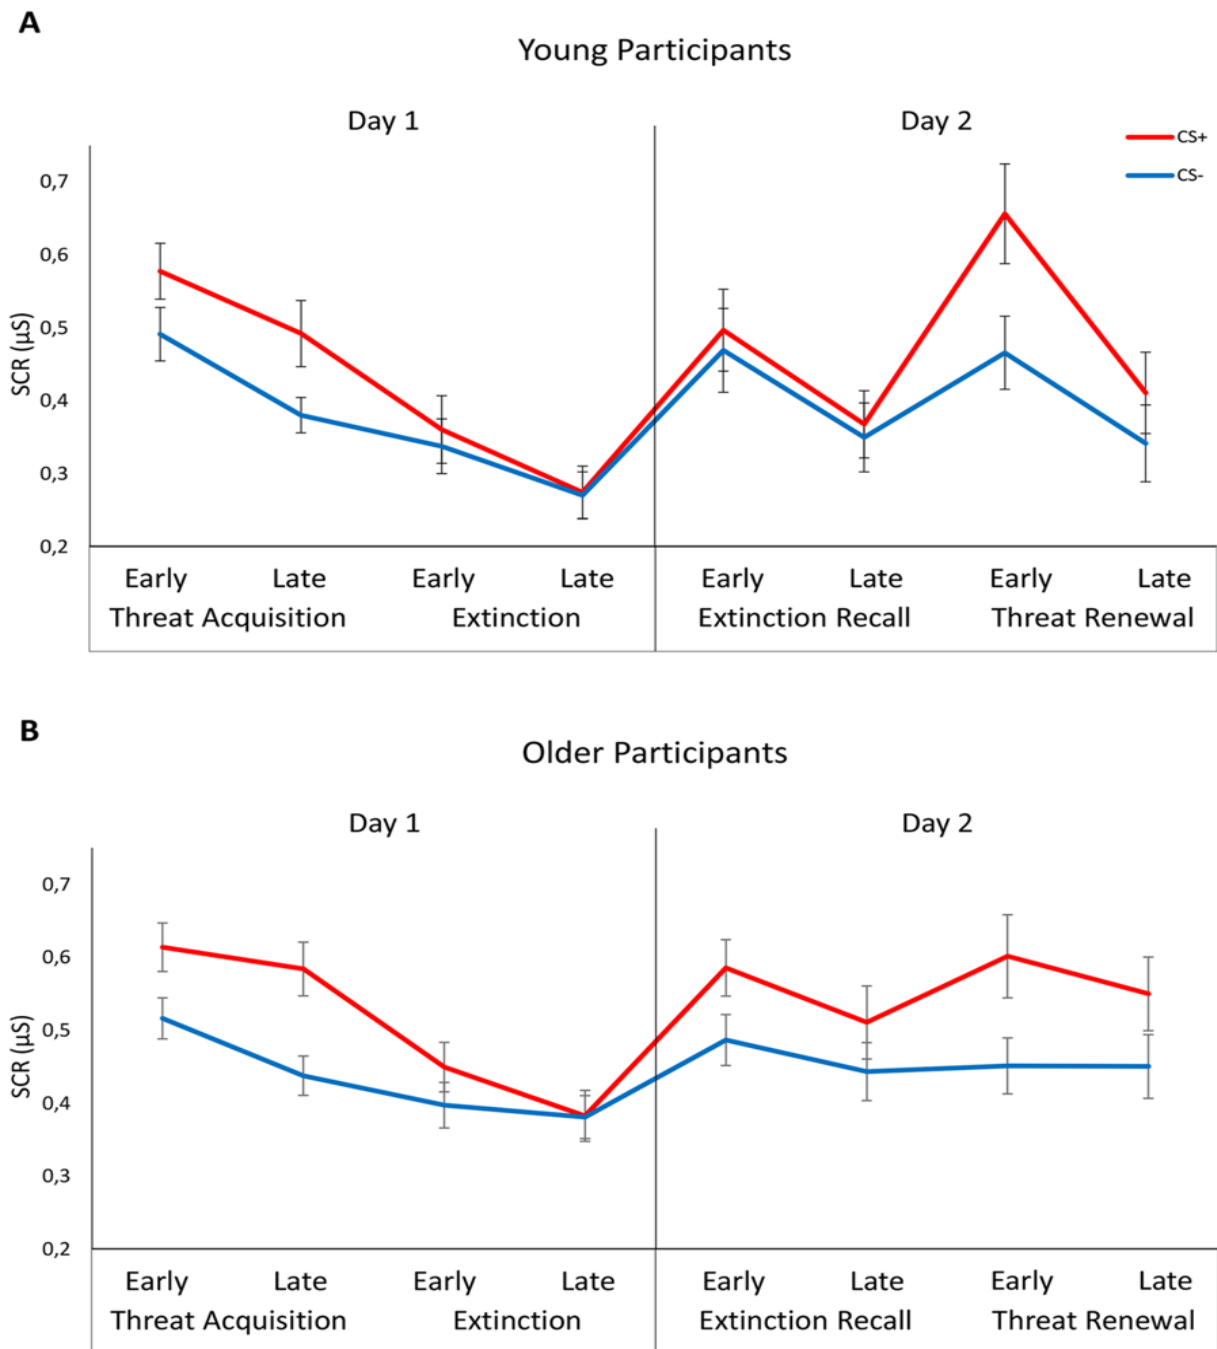 A
Young Participants
Day 1
Day 2
CS+
CS-
SCR (µS)
0,7
0,6
0,5
0,4
0,3
0,2
Early Late Early Late Early Late Early Late
Threat Acquisition Extinction Extinction Recall Threat Renewal
B
Older Participants
Day 1
Day 2
SCR (µS)
0,7
0,6
0,5
0,4
0,3
0,2
Early Late Early Late Early Late Early Late
Threat Acquisition Extinction Extinction Recall Threat Renewal